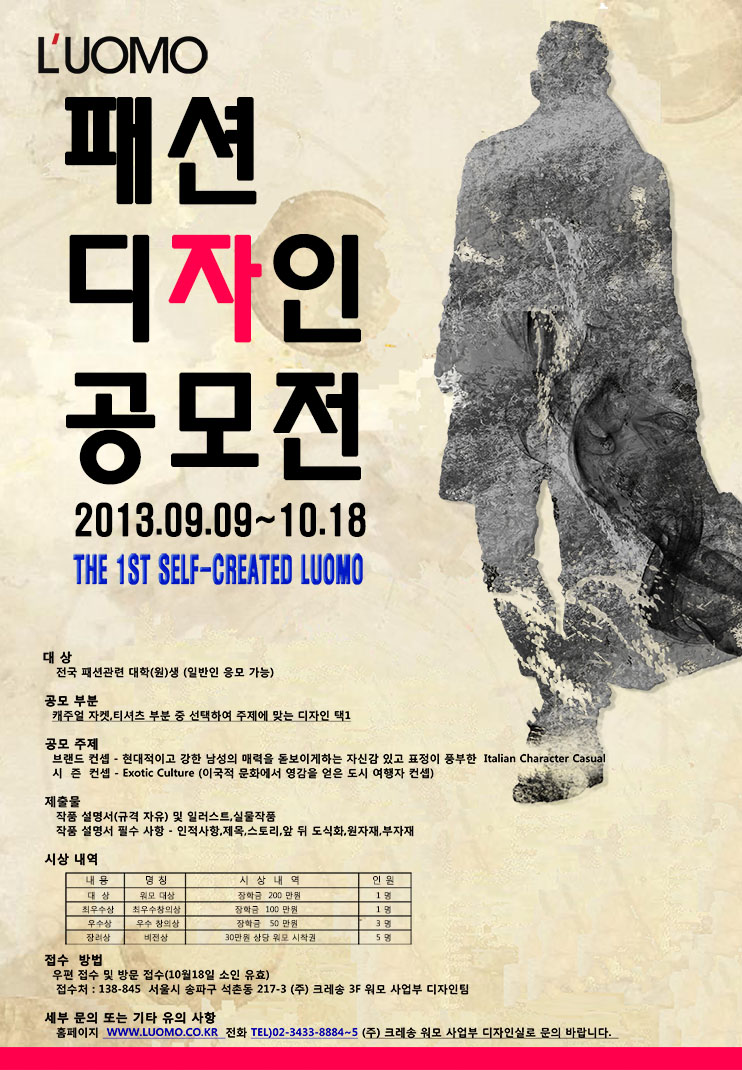 L'UOMO
패션
디자인
공모전
2013.09.09~10.18
THE 1ST SELF-CREATED LUOMO
대 상
전국 패션관련 대학(원)생 (일반인 응모 가능)
공모 부분
캐주얼 자켓,티셔츠 부분 중 선택하여 주제에 맞는 디자인 택1
공모 주제
브랜드 컨셉 - 현대적이고 강한 남성의 매력을 돋보이게하는 자신감 있고 표정이 풍부한 Italian Character Casual
시 즌 컨셉 - Exotic Culture (이국적 문화에서 영감을 얻은 도시 여행자 컨셉)
제출물
작품 설명서(규격 자유) 및 일러스트,실물작품
작품 설명서 필수 사항 - 인적사항,제목,스토리,앞 뒤 도식화,원자재,부자재
시상 내역
내 용 명 칭 시 상 내 역 인 원
대 상 워모 대상 장학금 200 만원 1 명
최우수상 최우수창의상 장학금 100 만원 1 명
우수상 우수 창의상 장학금 50 만원 3 명
장려상 비전상 30만원 상당 워모 시착권 5 명
접수 방법
우편 접수 및 방문 접수(10월18일 소인 유효)
접수처 : 138-845 서울시 송파구 석촌동 217-3 (주) 크레송 3F 워모 사업부 디자인팀
세부 문의 또는 기타 유의 사항
홈페이지 WWW.LUOMO.CO.KR 전화 TEL)02-3433-8884~5 (주) 크레송 워모 사업부 디자인실로 문의 바랍니다.